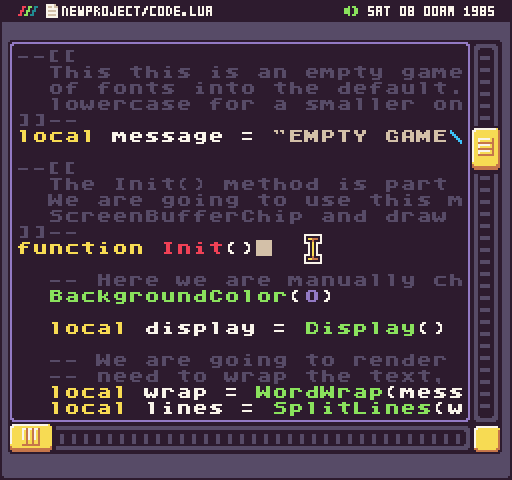 NEWPROJECT/CODE.LUA
SAT 08 00AM 1985
--[[
This this is an empty game
of fonts into the default.
lowercase for a smaller on
]]--
local message = "EMPTY GAME\
--[[
The Init() method is part
We are going to use this m
ScreenBufferChip and draw
]]--
function Init()
-- Here we are manually ch
BackgroundColor(0)
local display = Display()
-- We are going to render
-- need to wrap the text,
local wrap = WordWrap(mess
local lines = SplitLines(w